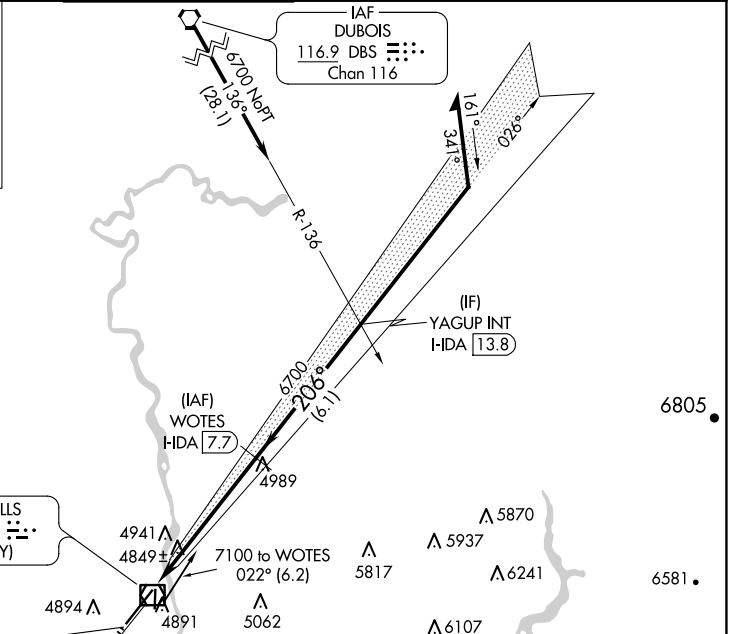 IAF
DUBOIS
116.9 DBS
Chan 116
6700 NoPT
136°
(28.1)
161°
341°
026°
R-136
(IF)
YAGUP INT
I-IDA 13.8
6700
206°
(6.1)
(IAF)
WOTES
I-IDA 7.7
6805
4989
LLS
Y)
4941
4849±
7100 to WOTES
022° (6.2)
5870
5937
5817
6241
6581
4894
4891
5062
6107